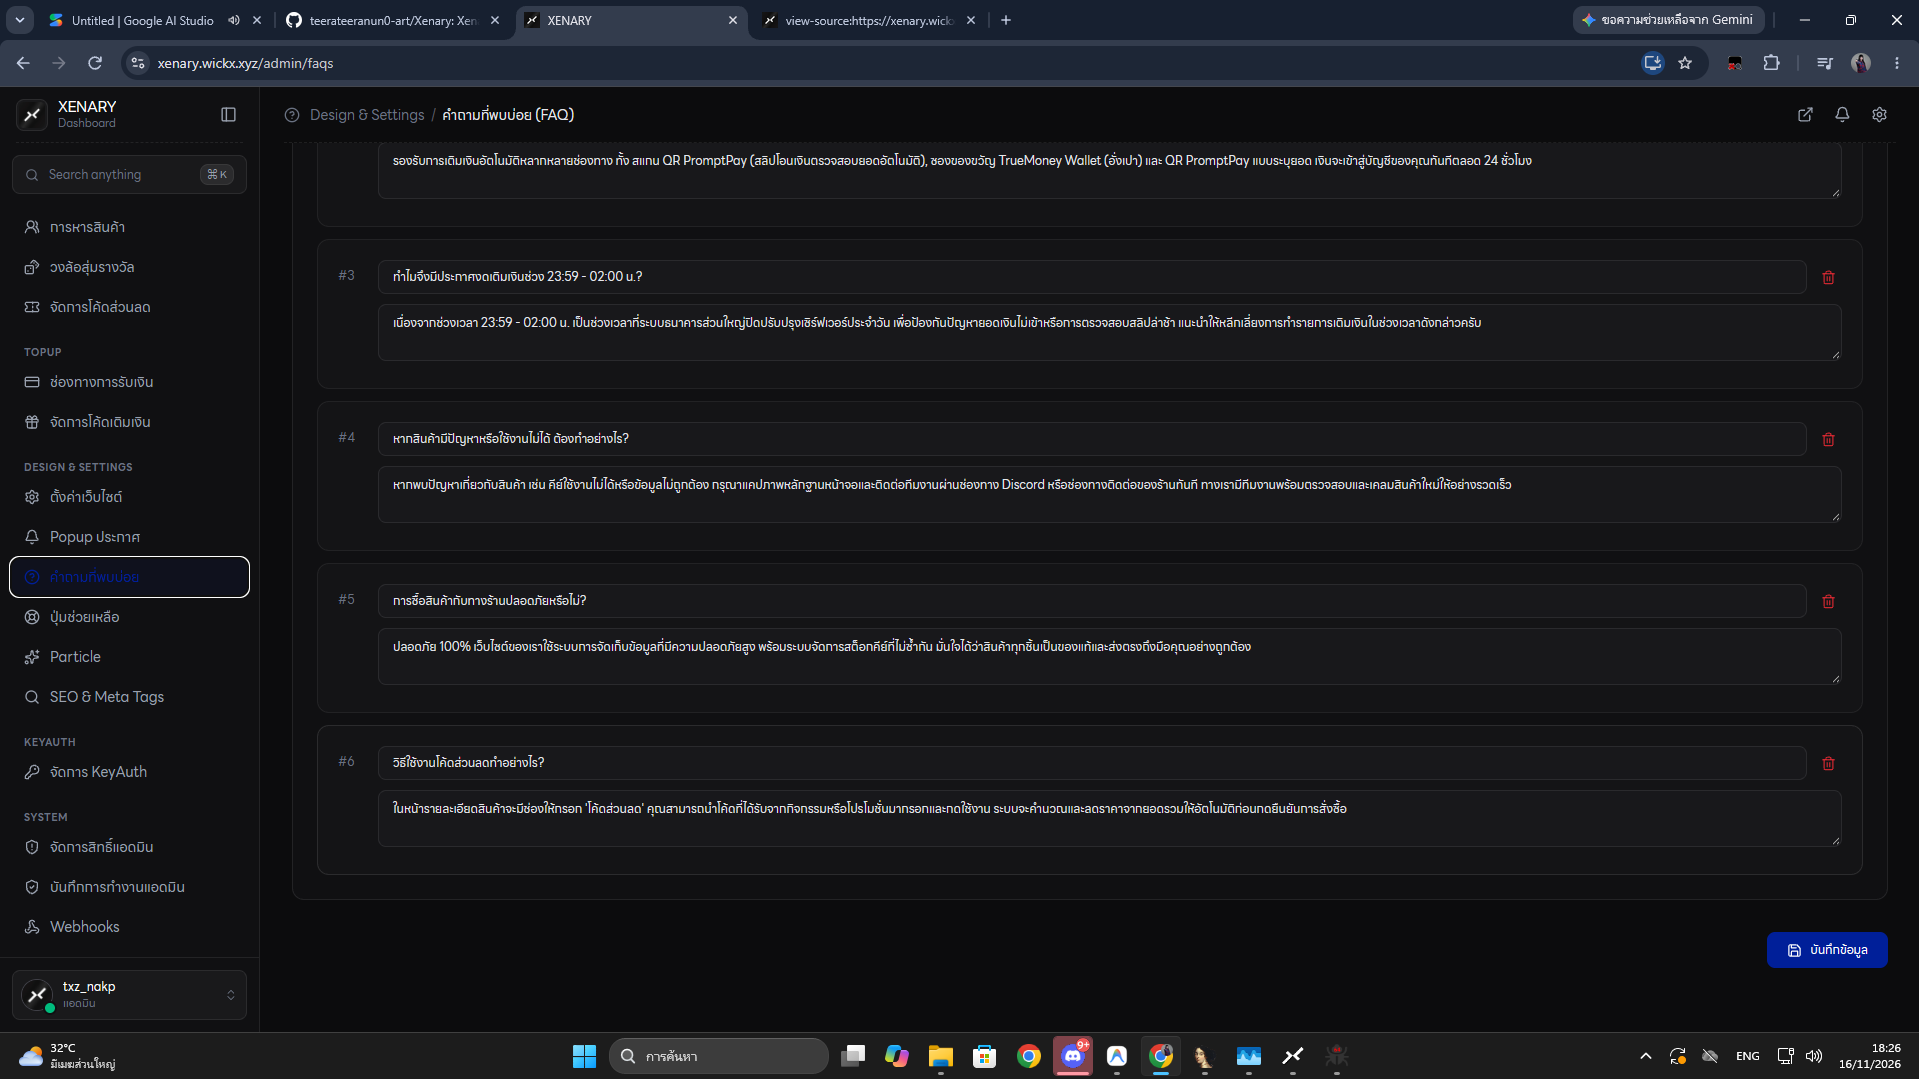 Untitled | Google AI Studio
teerateeranun0-art/Xenary: Xen
XENARY
view-source:https://xenary.wick
ขอความช่วยเหลือจาก Gemini
xenary.wickx.xyz/admin/faqs
XENARY
Dashboard
Search anything
⌘ K
การหารสินค้า
วงล้อสุ่มรางวัล
จัดการโค้ดส่วนลด
TOPUP
ช่องทางการรับเงิน
จัดการโค้ดเติมเงิน
DESIGN & SETTINGS
ตั้งค่าเว็บไซต์
Popup ประกาศ
คำถามที่พบบ่อย
ปุ่มช่วยเหลือ
Particle
SEO & Meta Tags
KEYAUTH
จัดการ KeyAuth
SYSTEM
จัดการสิทธิ์แอดมิน
บันทึกการทำงานแอดมิน
Webhooks
txz_nakp
แอดมิน
Design & Settings / คำถามที่พบบ่อย (FAQ)
รองรับการเติมเงินอัตโนมัติหลากหลายช่องทาง ทั้ง สแกน QR PromptPay (สลิปโอนเงินตรวจสอบยอดอัตโนมัติ), ซองของขวัญ TrueMoney Wallet (อั่งเปา) และ QR PromptPay แบบระบุยอด เงินจะเข้าสู่บัญชีของคุณทันทีตลอด 24 ชั่วโมง
#3
ทำไมจึงมีประกาศงดเติมเงินช่วง 23:59 - 02:00 น.?
เนื่องจากช่วงเวลา 23:59 - 02:00 น. เป็นช่วงเวลาที่ระบบธนาคารส่วนใหญ่ปิดปรับปรุงเซิร์ฟเวอร์ประจำวัน เพื่อป้องกันปัญหายอดเงินไม่เข้าหรือการตรวจสอบสลิปล่าช้า แนะนำให้หลีกเลี่ยงการทำรายการเติมเงินในช่วงเวลาดังกล่าวครับ
#4
หากสินค้ามีปัญหาหรือใช้งานไม่ได้ ต้องทำอย่างไร?
หากพบปัญหาเกี่ยวกับสินค้า เช่น คีย์ใช้งานไม่ได้หรือข้อมูลไม่ถูกต้อง กรุณาแคปภาพหลักฐานหน้าจอและติดต่อทีมงานผ่านช่องทาง Discord หรือช่องทางติดต่อของร้านทันที ทางเรามีทีมงานพร้อมตรวจสอบและเคลมสินค้าใหม่ให้อย่างรวดเร็ว
#5
การซื้อสินค้ากับทางร้านปลอดภัยหรือไม่?
ปลอดภัย 100% เว็บไซต์ของเราใช้ระบบการจัดเก็บข้อมูลที่มีความปลอดภัยสูง พร้อมระบบจัดการสต็อกคีย์ที่ไม่ซ้ำกัน มั่นใจได้ว่าสินค้าทุกชิ้นเป็นของแท้และส่งตรงถึงมือคุณอย่างถูกต้อง
#6
วิธีใช้งานโค้ดส่วนลดทำอย่างไร?
ในหน้ารายละเอียดสินค้าจะมีช่องให้กรอก 'โค้ดส่วนลด' คุณสามารถนำโค้ดที่ได้รับจากกิจกรรมหรือโปรโมชั่นมากรอกและกดใช้งาน ระบบจะคำนวณและลดราคาจากยอดรวมให้อัตโนมัติก่อนกดยืนยันการสั่งซื้อ
บันทึกข้อมูล
32°C
มีเมฆส่วนใหญ่
การค้นหา
9+
ENG
18:26
16/11/2026